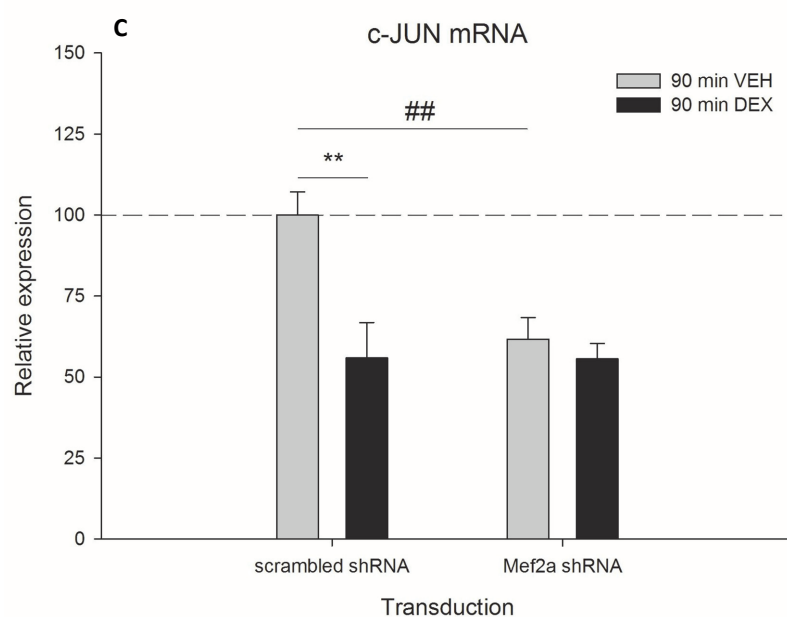 C
c-JUN mRNA
90 min VEH
90 min DEX
##
**
150
125
100
75
50
25
0
Relative expression
scrambled shRNA
Mef2a shRNA
Transduction